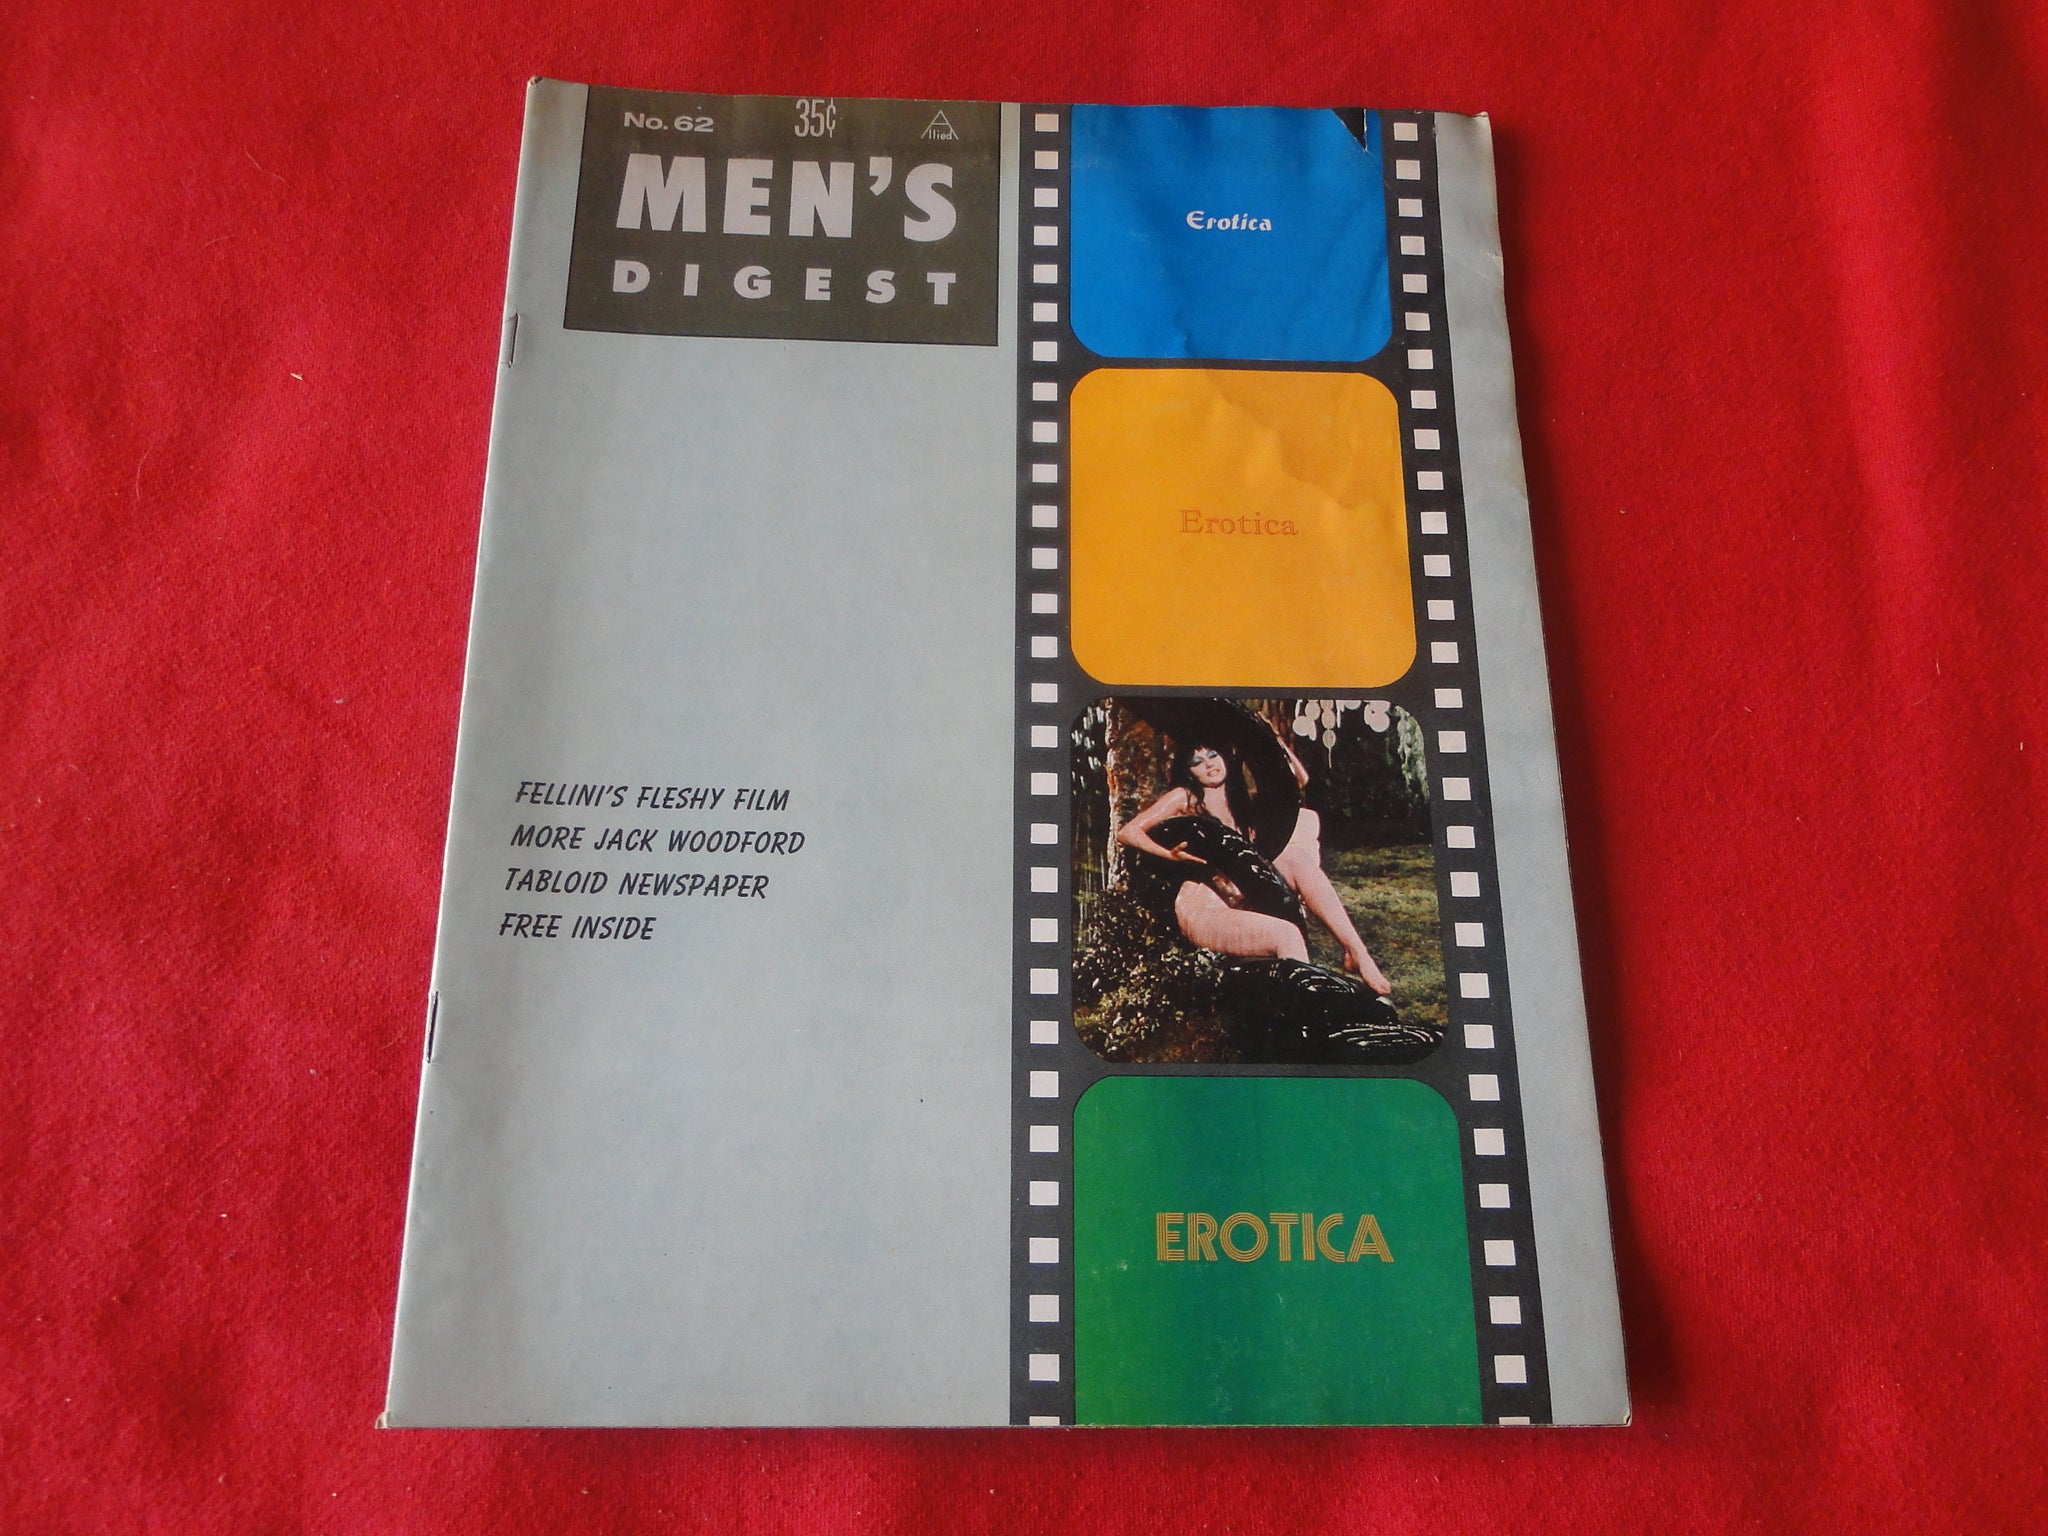 No. 62 35¢ Allied
MEN'S
DIGEST
Erotica
Erotica
FELLINI'S FLESHY FILM
MORE JACK WOODFORD
TABLOID NEWSPAPER
FREE INSIDE
EROTICA